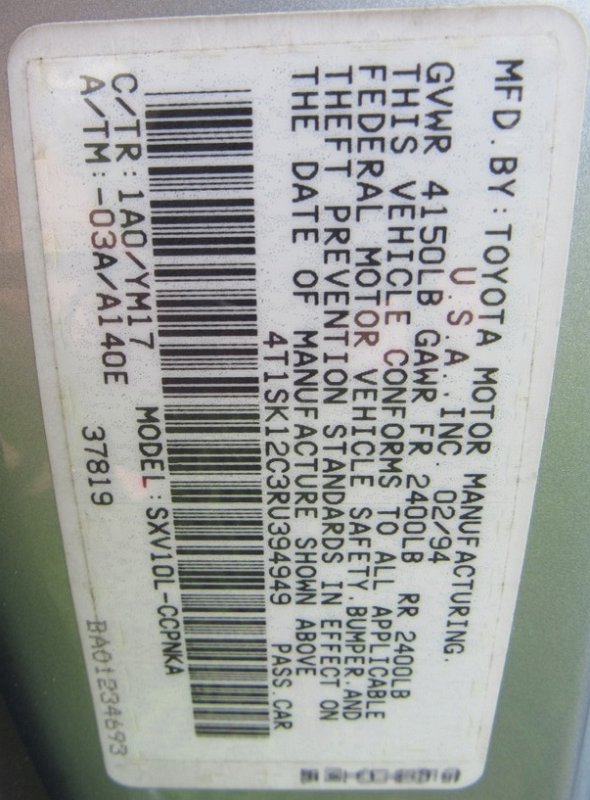 MFD.BY:TOYOTA MOTOR MANUFACTURING.
U.S.A.,INC. 02/94
GVWR 4150LB GAWR FR 2400LB RR 2400LB
THIS VEHICLE CONFORMS TO ALL APPLICABLE
FEDERAL MOTOR VEHICLE SAFETY.BUMPER.AND
THEFT PREVENTION STANDARDS IN EFFECT ON
THE DATE OF MANUFACTURE SHOWN ABOVE
4T1SK12C3RU394949 PASS.CAR
MODEL:SXV10L-CCPNKA
C/TR:1A0/YM17
A/TM:-03A/A140E 37819
BA01234693